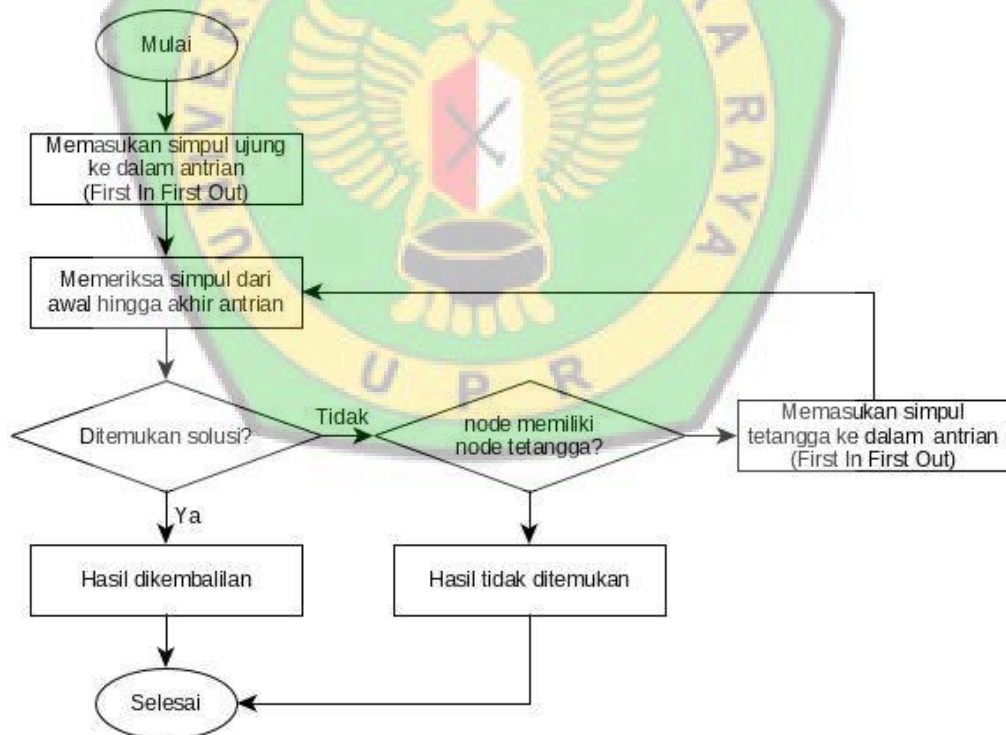 Mulai
Memasukan simpul ujung
ke dalam antrian
(First In First Out)
Memeriksa simpul dari
awal hingga akhir antrian
Ditemukan solusi?
Tidak
node memiliki
node tetangga?
Memasukan simpul
tetangga ke dalam antrian
(First In First Out)
Ya
Hasil dikembalilan
Hasil tidak ditemukan
Selesai
KA RAYA
U P R